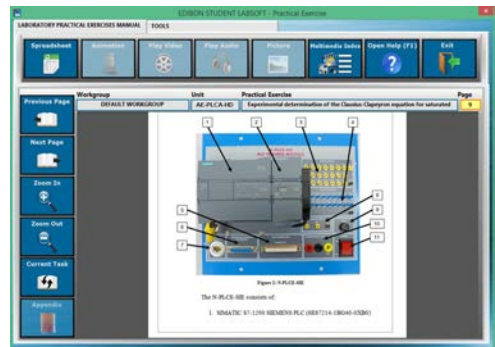 EDIBON STUDENT LABSOFT - Practical Exercise
LABORATORY PRACTICAL EXERCISES MANUAL TOOLS
Spreadsheet Animation Play Video Play Audio Picture Multimedia Index Open Help (F1) Exit
Workgroup Unit Practical Exercise Page
DEFAULT WORKGROUP AE-PLCA-HD Experimental determination of the Clausius Clapeyron equation for saturated 9
Previous Page
Next Page
Zoom In
Zoom Out
Current Task
Appendix
1 2 3 4
5
6
7
8
9
10
11
Figure 2: N-PLCE-SIE
The N-PLCE-SIE consists of:
1. SIMATIC S7-1200 SIEMENS PLC